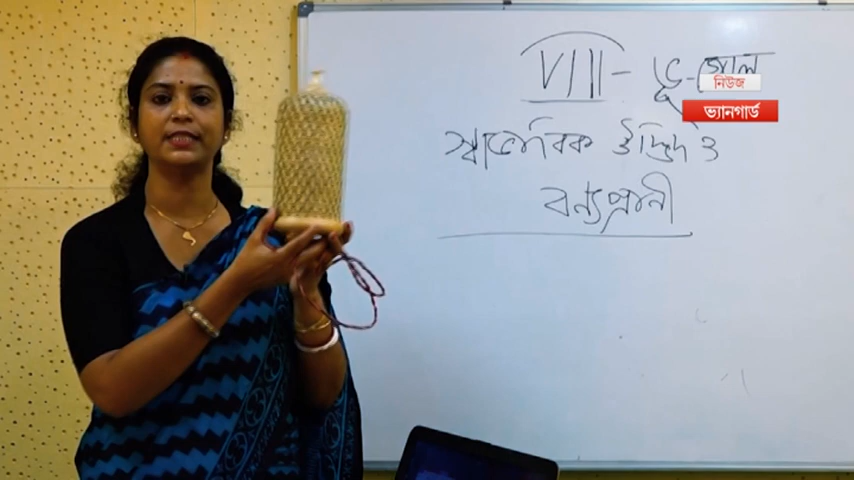 VIII - ভূ-গোল
নিউজ
ভ্যানগার্ড
স্বাভাবিক উদ্ভিদ ও
বন্যপ্রানী